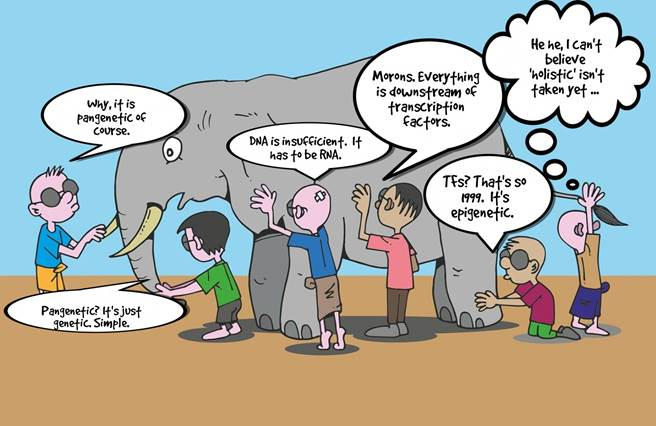 Why, it is
pangenetic of
course.
Pangenetic? It's just
genetic. Simple.
DNA is insufficient. It
has to be RNA.
Morons. Everything
is downstream of
transcription
factors.
TFs? That's so
1999. It's
epigenetic.
He he, I can't
believe
'holistic' isn't
taken yet ...